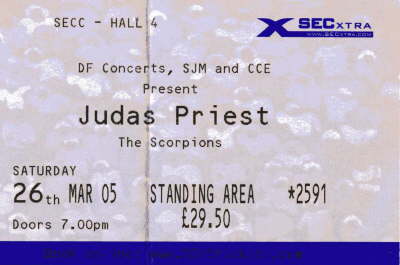 SECC - HALL 4
SECXTRA
WWW.SECXTRA.COM
DF Concerts, SJM and CCE
Present
Judas Priest
The Scorpions
SATURDAY
26th MAR 05 STANDING AREA *2591
Doors 7.00pm £29.50